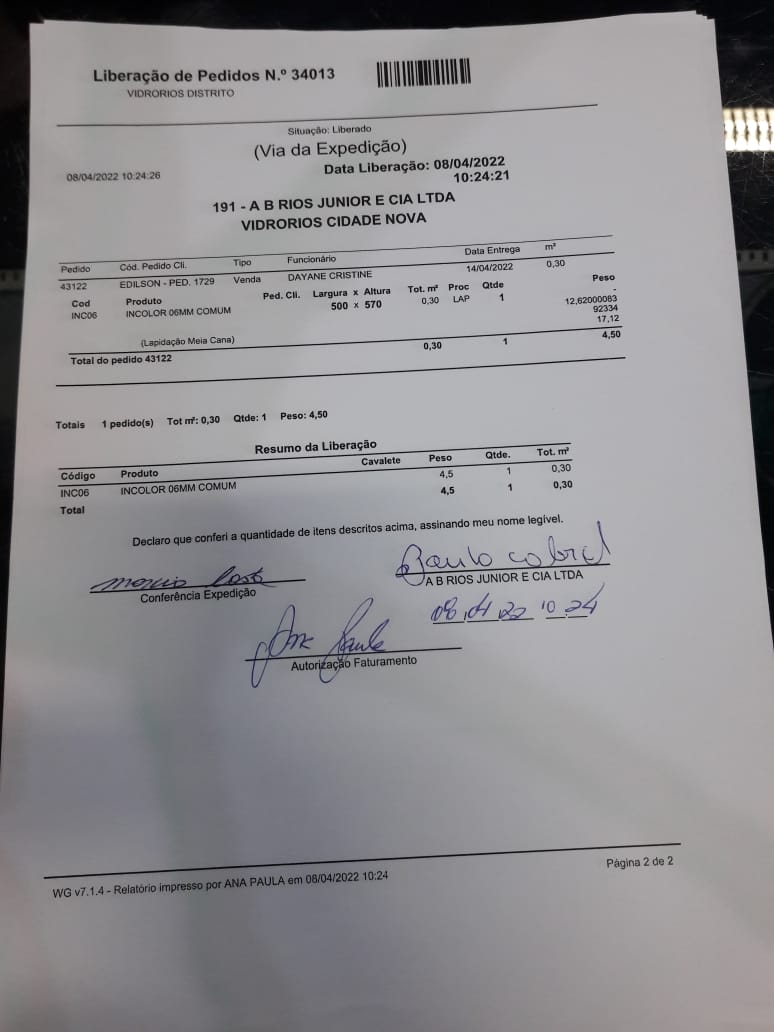 Liberação de Pedidos N.º 34013
VIDRORIOS DISTRITO
Situação: Liberado
(Via da Expedição)
08/04/2022 10:24:26
Data Liberação: 08/04/2022
10:24:21
191 - A B RIOS JUNIOR E CIA LTDA
VIDRORIOS CIDADE NOVA
Pedido Cód. Pedido Cli. Tipo Funcionário Data Entrega m²
43122 EDILSON - PED. 1729 Venda DAYANE CRISTINE 14/04/2022 0,30
Cod Produto Ped. Cli. Largura x Altura Tot. m² Proc Qtde Peso
INC06 INCOLOR 06MM COMUM 500 x 570 0,30 LAP 1 -
12,62000083
92334
17,12
(Lapidação Meia Cana)
Total do pedido 43122 0,30 1 4,50
Totais 1 pedido(s) Tot m²: 0,30 Qtde: 1 Peso: 4,50
Resumo da Liberação
Código Produto Cavalete Peso Qtde. Tot. m²
INC06 INCOLOR 06MM COMUM 4,5 1 0,30
Total 4,5 1 0,30
Declaro que conferi a quantidade de itens descritos acima, assinando meu nome legível.
Conferência Expedição
A B RIOS JUNIOR E CIA LTDA
08,04,22 10 24
Ana Paula
Autorização Faturamento
WG v7.1.4 - Relatório impresso por ANA PAULA em 08/04/2022 10:24
Página 2 de 2